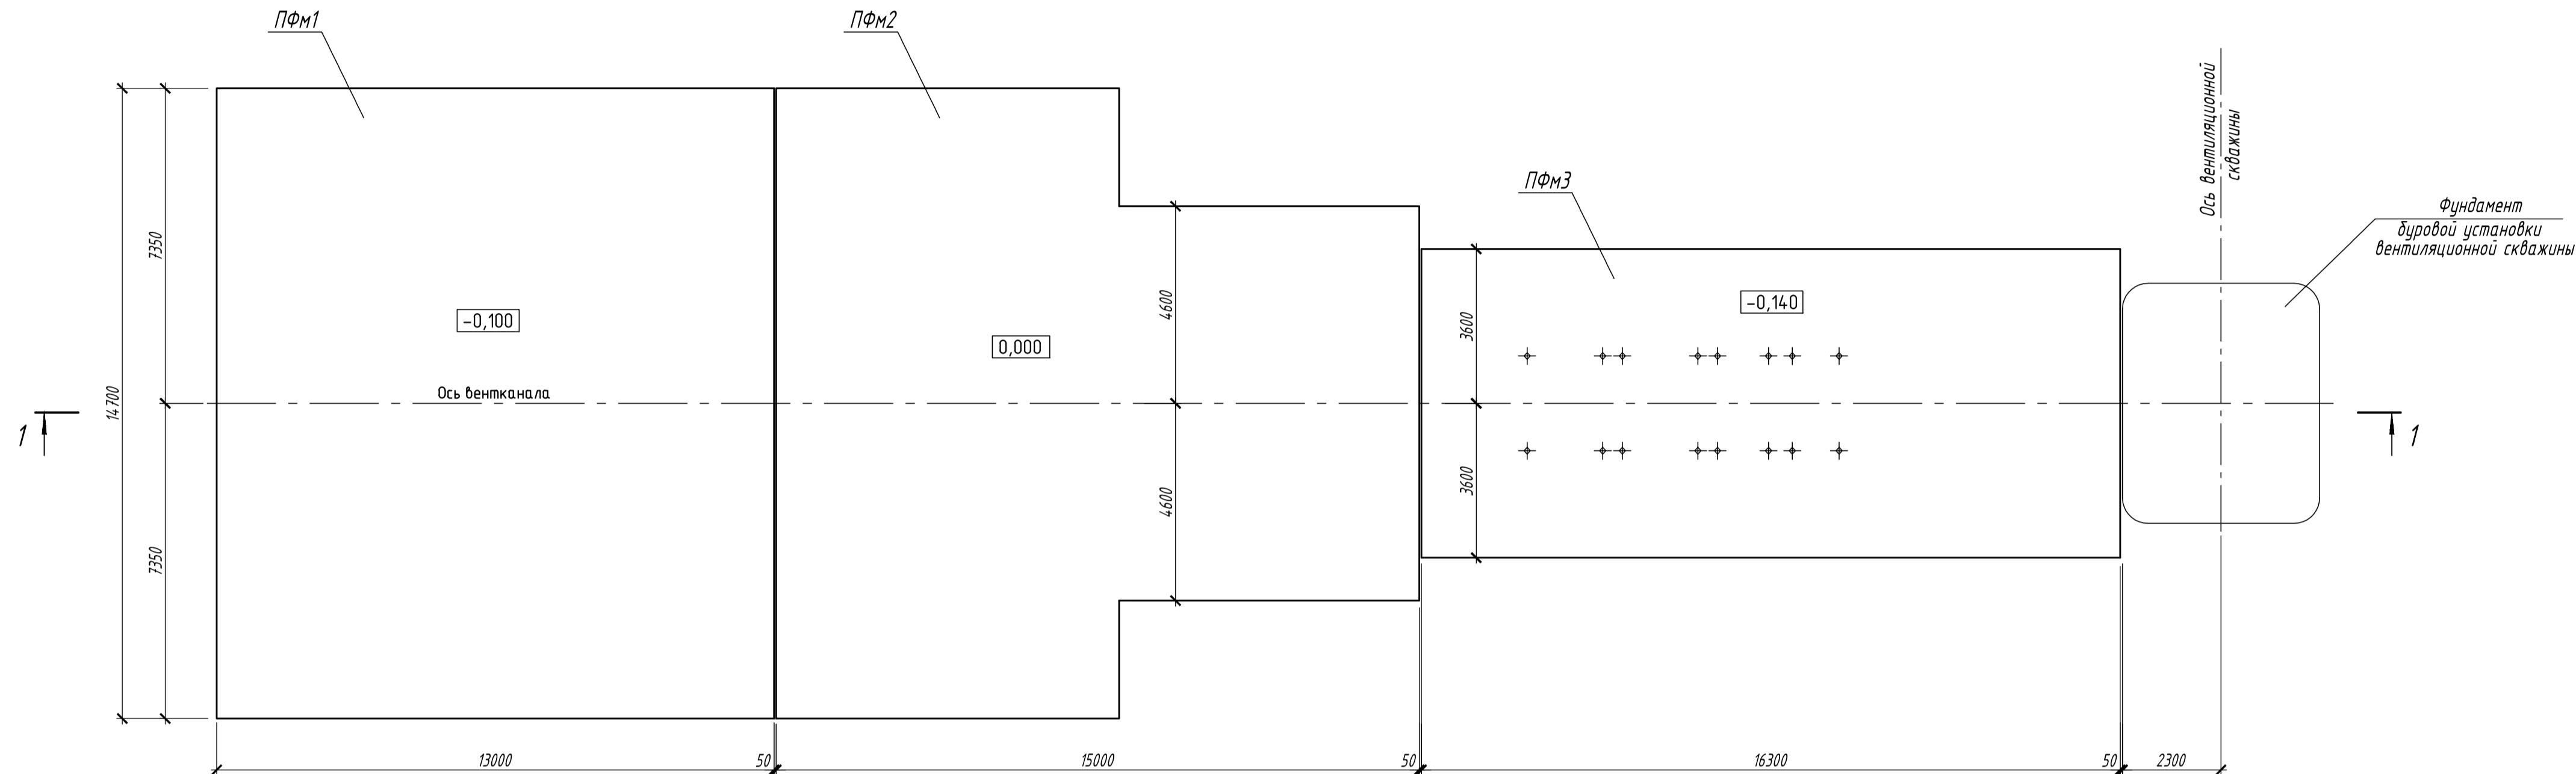 ПФм1
ПФм2
Ось вентиляционной
скважины
ПФм3
Фундамент
буровой установки
вентиляционной скважины
7350
4600
-0,140
3600
-0,100
0,000
14700
Ось вентканала
1
1
7350
4600
3600
13000
50
15000
50
16300
50
2300